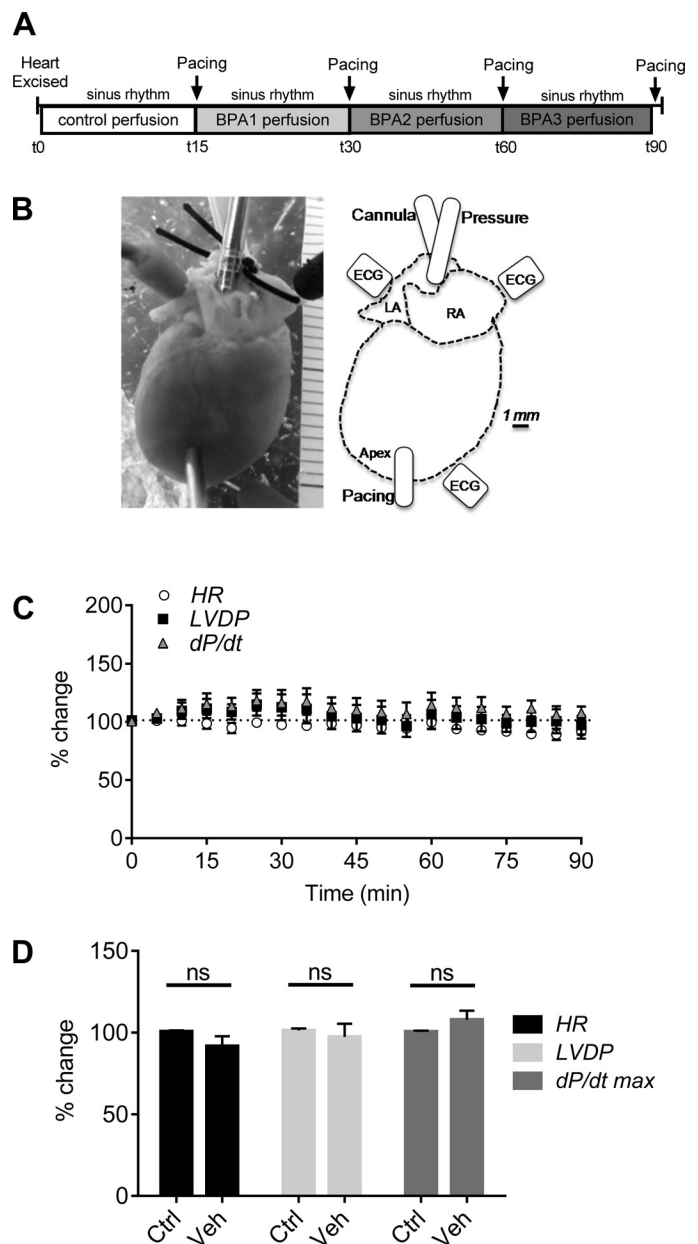 A
Heart
Excised
Pacing
Pacing
Pacing
Pacing
sinus rhythm
sinus rhythm
sinus rhythm
sinus rhythm
control perfusion
BPA1 perfusion
BPA2 perfusion
BPA3 perfusion
t0
t15
t30
t60
t90
B
Cannula
Pressure
ECG
ECG
LA
RA
1 mm
Apex
ECG
Pacing
C
HR
LVDP
dP/dt
% change
200
150
100
50
0
0
15
30
45
60
75
90
Time (min)
D
% change
150
100
50
0
ns
ns
ns
HR
LVDP
dP/dt max
Ctrl
Veh
Ctrl
Veh
Ctrl
Veh